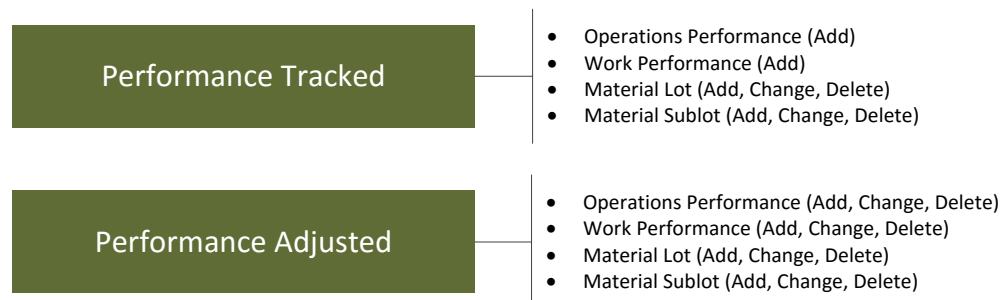 Performance Tracked
• Operations Performance (Add)
• Work Performance (Add)
• Material Lot (Add, Change, Delete)
• Material Sublot (Add, Change, Delete)
Performance Adjusted
• Operations Performance (Add, Change, Delete)
• Work Performance (Add, Change, Delete)
• Material Lot (Add, Change, Delete)
• Material Sublot (Add, Change, Delete)